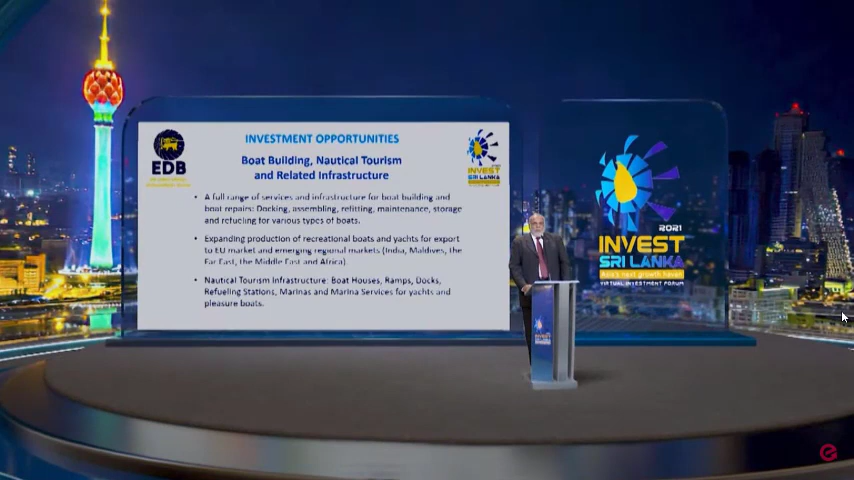 INVESTMENT OPPORTUNITIES
Boat Building, Nautical Tourism
and Related Infrastructure
EDB
INVEST
SRI LANKA
• A full range of services and infrastructure for boat building and
boat repairs: Docking, assembling, refitting, maintenance, storage
and refueling for various types of boats.
• Expanding production of recreational boats and yachts for export
to EU market and emerging regional markets (India, Maldives, the
Far East, the Middle East and Africa).
• Nautical Tourism Infrastructure: Boat Houses, Ramps, Docks,
Refueling Stations, Marinas and Marina Services for yachts and
pleasure boats.
2021
INVEST
SRI LANKA
Asia's next growth haven
VIRTUAL INVESTMENT FORUM